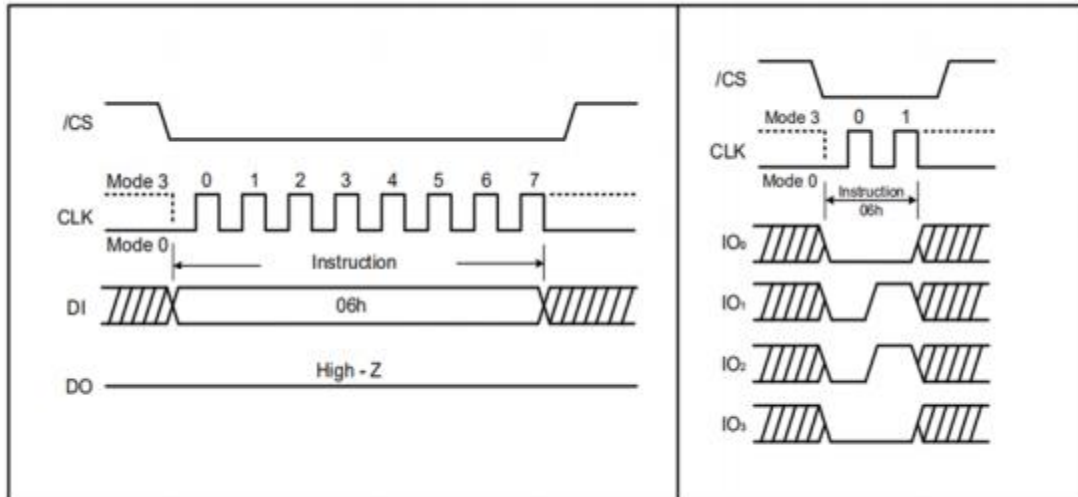 /CS
Mode 3 0 1 2 3 4 5 6 7
CLK
Mode 0
Instruction
DI 06h
High - Z
DO
/CS
Mode 3 0 1
CLK
Mode 0
Instruction
06h
IO₀
IO₁
IO₂
IO₃